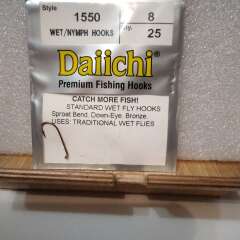 Style
1550
8
WET/NYMPH HOOKS
25
Daiichi
Premium Fishing Hooks
CATCH MORE FISH!
STANDARD WET FLY HOOKS
Sproat Bend. Down-Eye. Bronze.
USES: TRADITIONAL WET FLIES